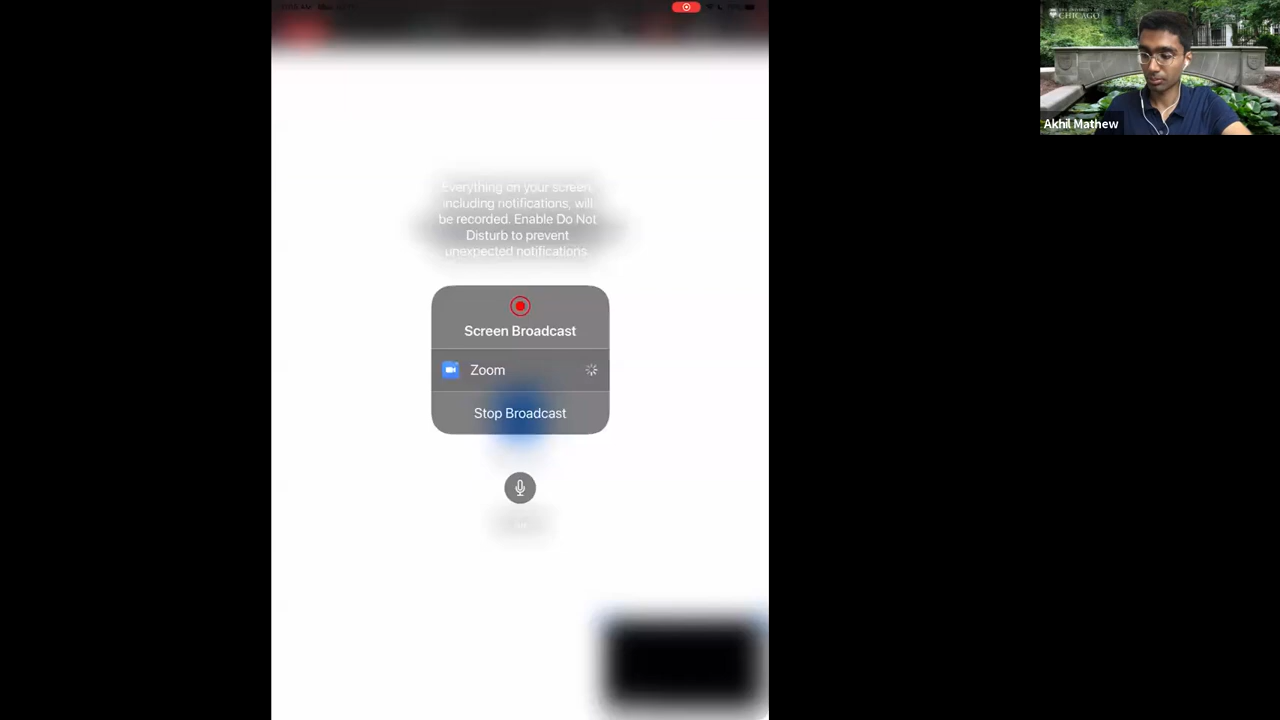 Everything on your screen,
including notifications, will
be recorded. Enable Do Not
Disturb to prevent
unexpected notifications.
Screen Broadcast
Zoom
Stop Broadcast
CHICAGO
Akhil Mathew